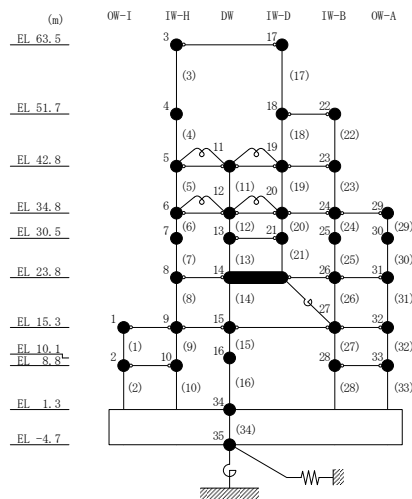 (m) OW-I IW-H DW IW-D IW-B OW-A
EL 63.5 3 17
(3) (17)
EL 51.7 4 18 22
(4) 11 (18) 19 (22)
EL 42.8 5 23
(5) 12 (11) (19) 20 (23)
EL 34.8 6 24 29
(6) (12) (20) (24) (29)
EL 30.5 7 13 21 25 30
(7) (13) (21) (25) (30)
EL 23.8 8 14 26 31
(8) (14) (26) (31)
27
EL 15.3 1 9 15 32
(1) (9) (15) (27) (32)
EL 10.1 16
EL 8.8 2 10 28 33
(2) (10) (16) (28) (33)
EL 1.3 34
(34)
EL -4.7 35